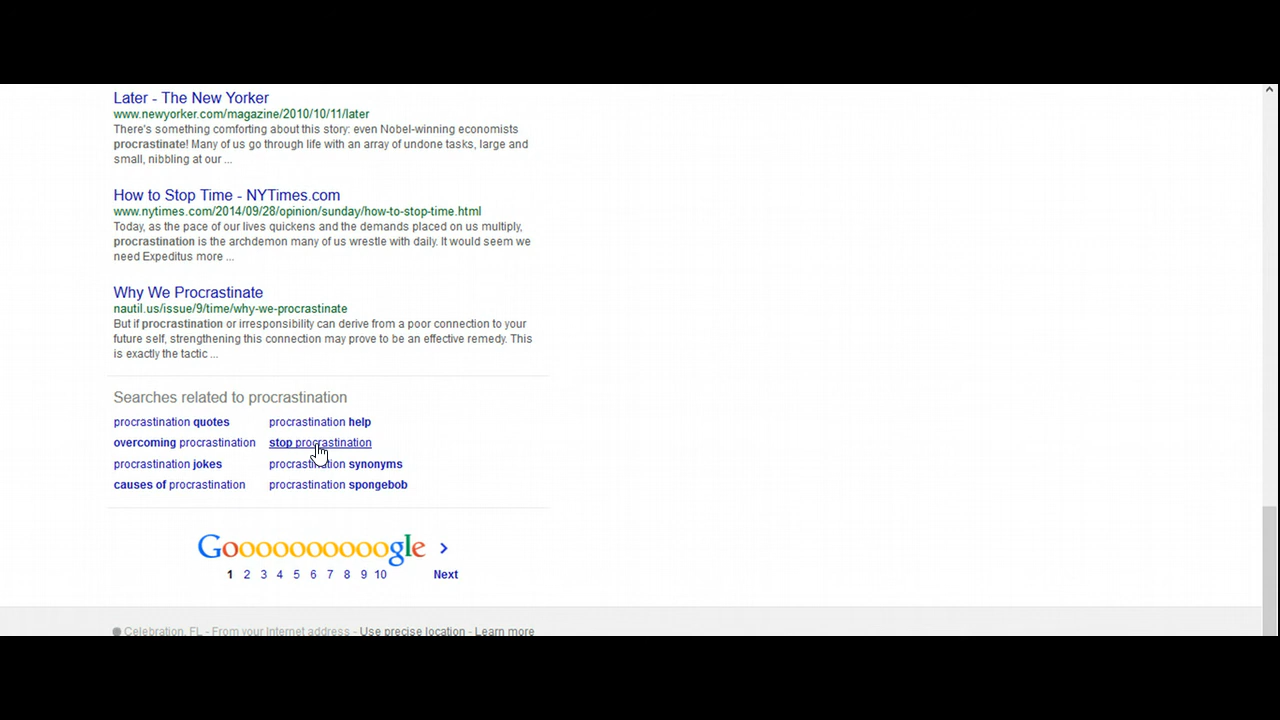 Later - The New Yorker
www.newyorker.com/magazine/2010/10/11/later
There's something comforting about this story: even Nobel-winning economists
procrastinate! Many of us go through life with an array of undone tasks, large and
small, nibbling at our ...
How to Stop Time - NYTimes.com
www.nytimes.com/2014/09/28/opinion/sunday/how-to-stop-time.html
Today, as the pace of our lives quickens and the demands placed on us multiply,
procrastination is the archdemon many of us wrestle with daily. It would seem we
need Expeditus more ...
Why We Procrastinate
nautil.us/issue/9/time/why-we-procrastinate
But if procrastination or irresponsibility can derive from a poor connection to your
future self, strengthening this connection may prove to be an effective remedy. This
is exactly the tactic ...
Searches related to procrastination
procrastination quotes procrastination help
overcoming procrastination stop procrastination
procrastination jokes procrastination synonyms
causes of procrastination procrastination spongebob
Goooooooooogle >
1 2 3 4 5 6 7 8 9 10 Next
Celebration, FL - From your Internet address - Use precise location - Learn more